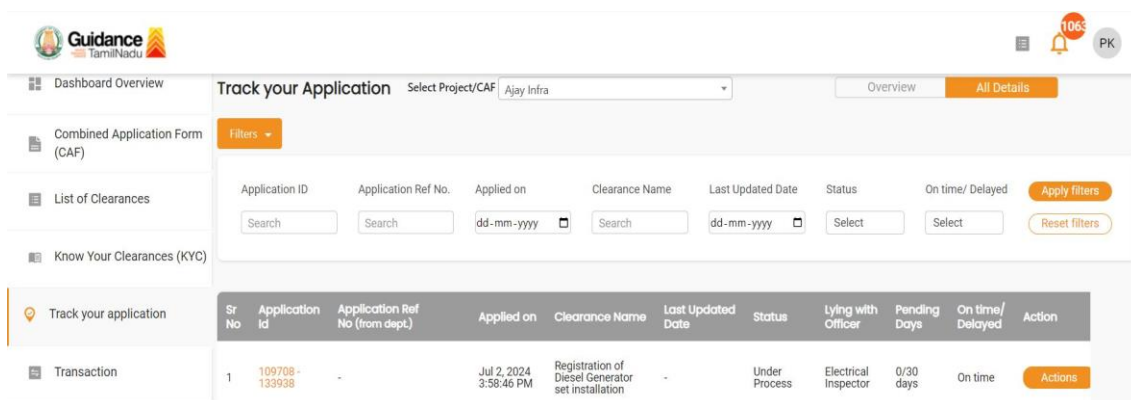 Guidance
TamilNadu
1063
PK
Dashboard Overview
Combined Application Form
(CAF)
List of Clearances
Know Your Clearances (KYC)
Track your application
Transaction
Track your Application Select Project/CAF Ajay Infra Overview All Details
Filters
Application ID Application Ref No. Applied on Clearance Name Last Updated Date Status On time/ Delayed Apply filters
Search Search dd-mm-yyyy Search dd-mm-yyyy Select Select Reset filters
Sr No Application Id Application Ref No (from dept.) Applied on Clearance Name Last Updated Date Status Lying with Officer Pending Days On time/ Delayed Action
1 109708 - 133938 - Jul 2, 2024 3:58:46 PM Registration of Diesel Generator set installation - Under Process Electrical Inspector 0/30 days On time Actions